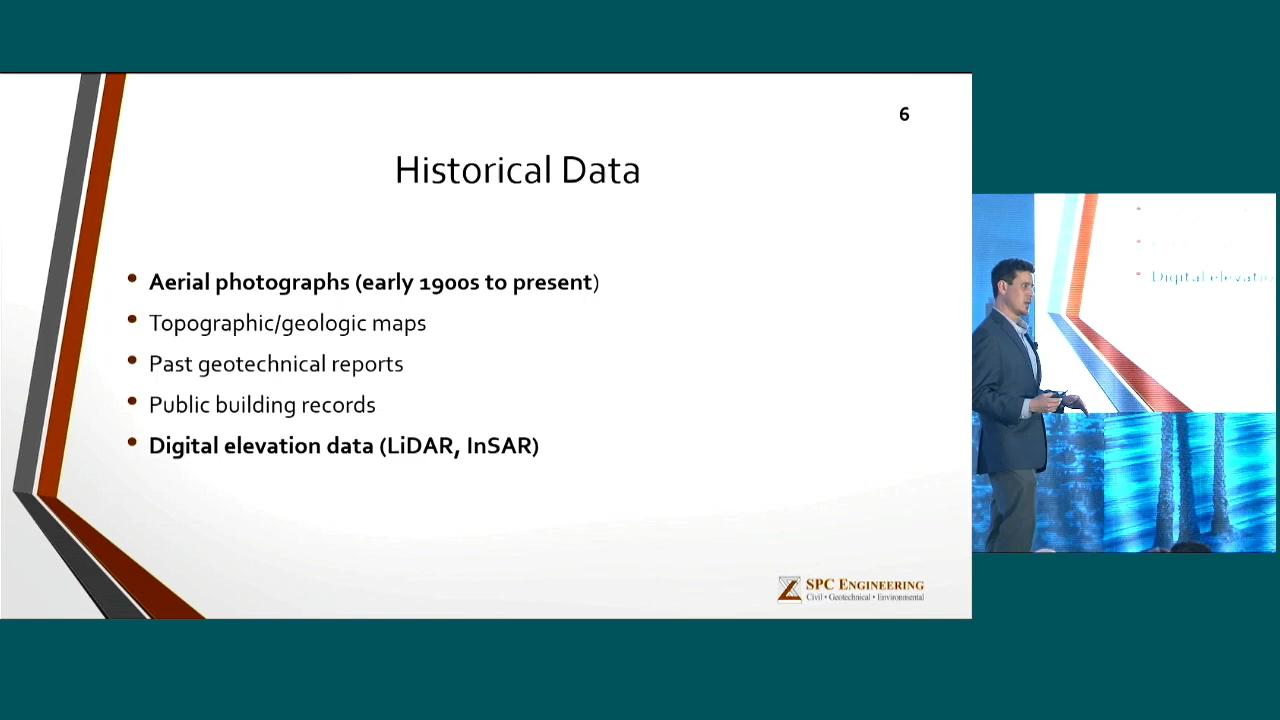 6
Historical Data
• Aerial photographs (early 1900s to present)
• Topographic/geologic maps
• Past geotechnical reports
• Public building records
• Digital elevation data (LiDAR, InSAR)
SPC ENGINEERING
Civil • Geotechnical • Environmental
• Digital